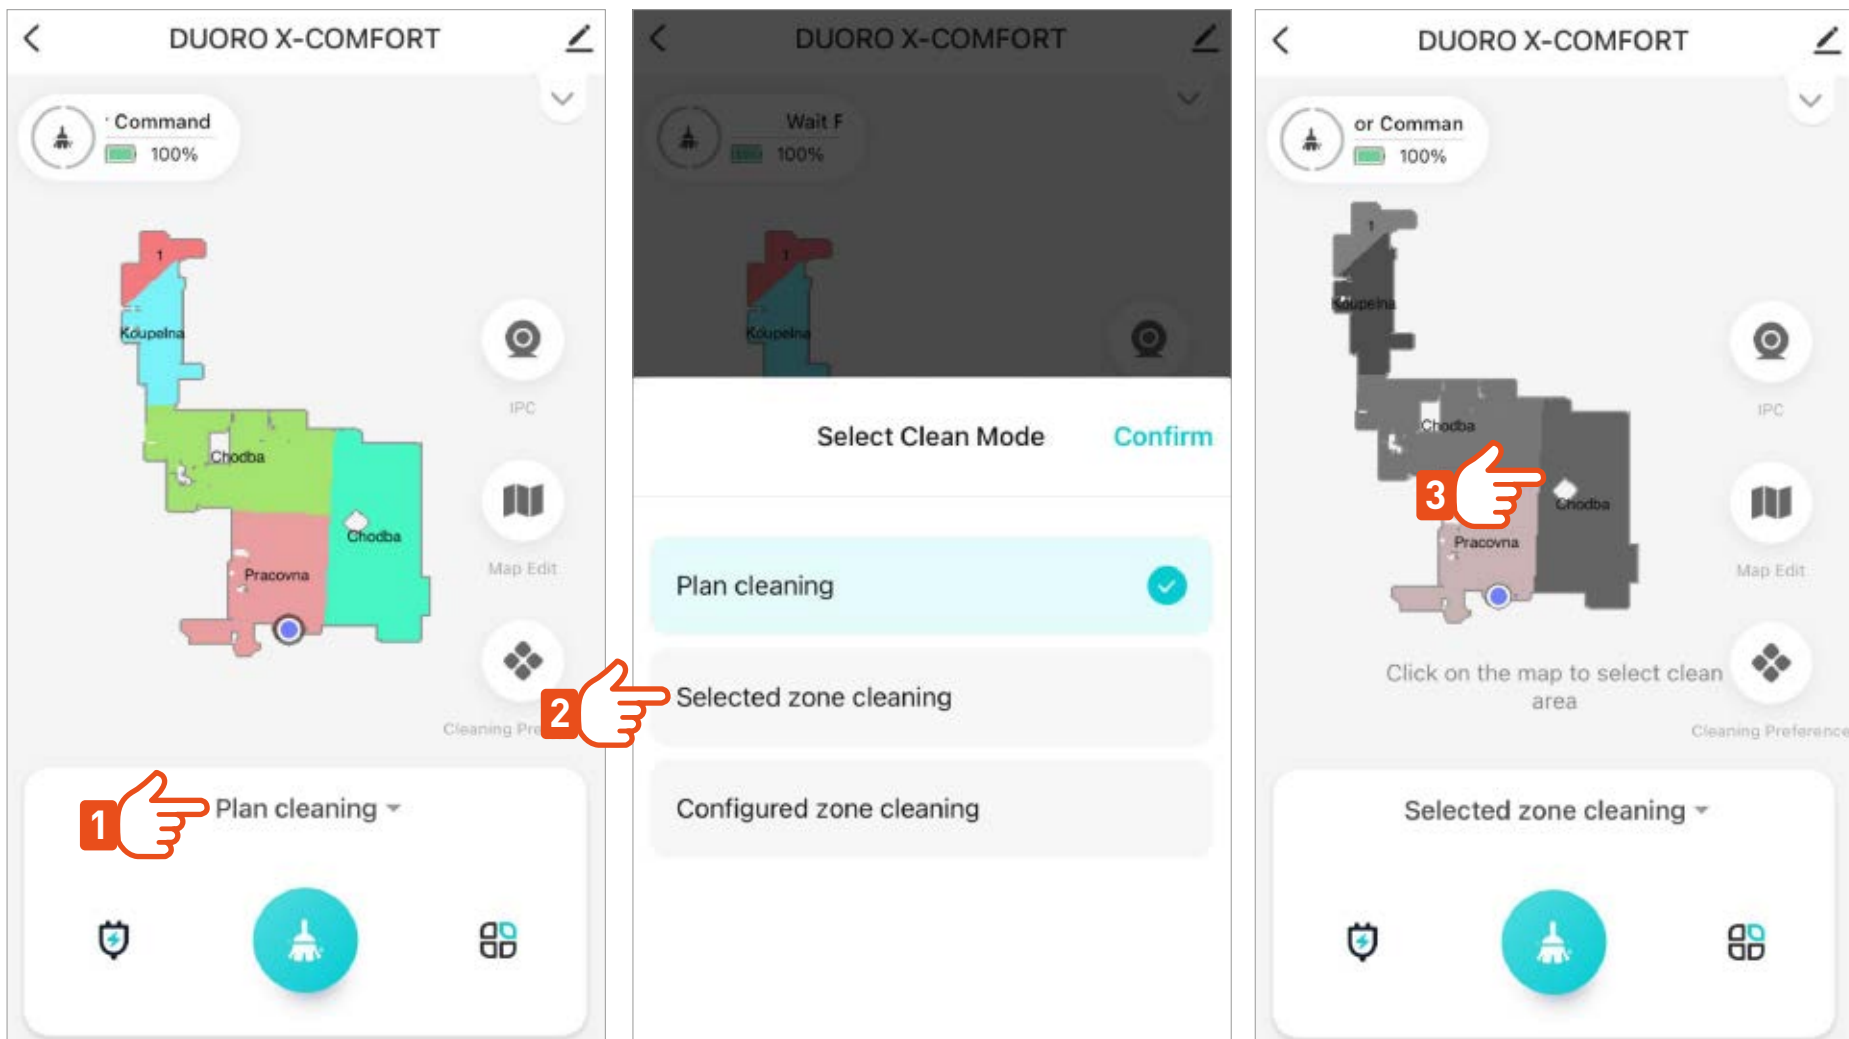 DUORO X-COMFORT
Command
100%
1
Koupelna
Chodba
Chodba
Pracovna
IPC
Map Edit
Cleaning Pre
1
Plan cleaning
DUORO X-COMFORT
Wait F
100%
1
Koupelna
Select Clean Mode
Confirm
Plan cleaning
2
Selected zone cleaning
Configured zone cleaning
DUORO X-COMFORT
or Comman
100%
1
Koupelna
Chodba
3
Chodba
Pracovna
IPC
Map Edit
Click on the map to select clean
area
Cleaning Preference
Selected zone cleaning